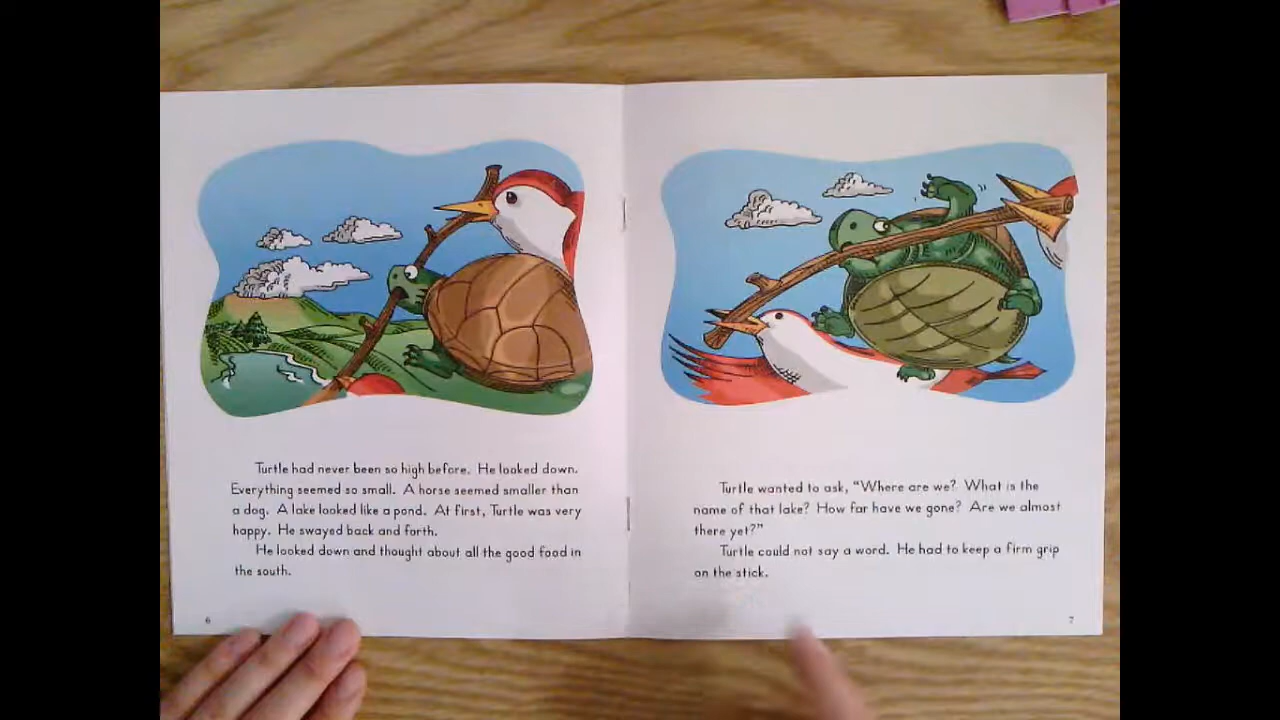 Turtle had never been so high before. He looked down.
Everything seemed so small. A horse seemed smaller than
a dog. A lake looked like a pond. At first, Turtle was very
happy. He swayed back and forth.
He looked down and thought about all the good food in
the south.
6
Turtle wanted to ask, “Where are we? What is the
name of that lake? How far have we gone? Are we almost
there yet?”
Turtle could not say a word. He had to keep a firm grip
on the stick.
7